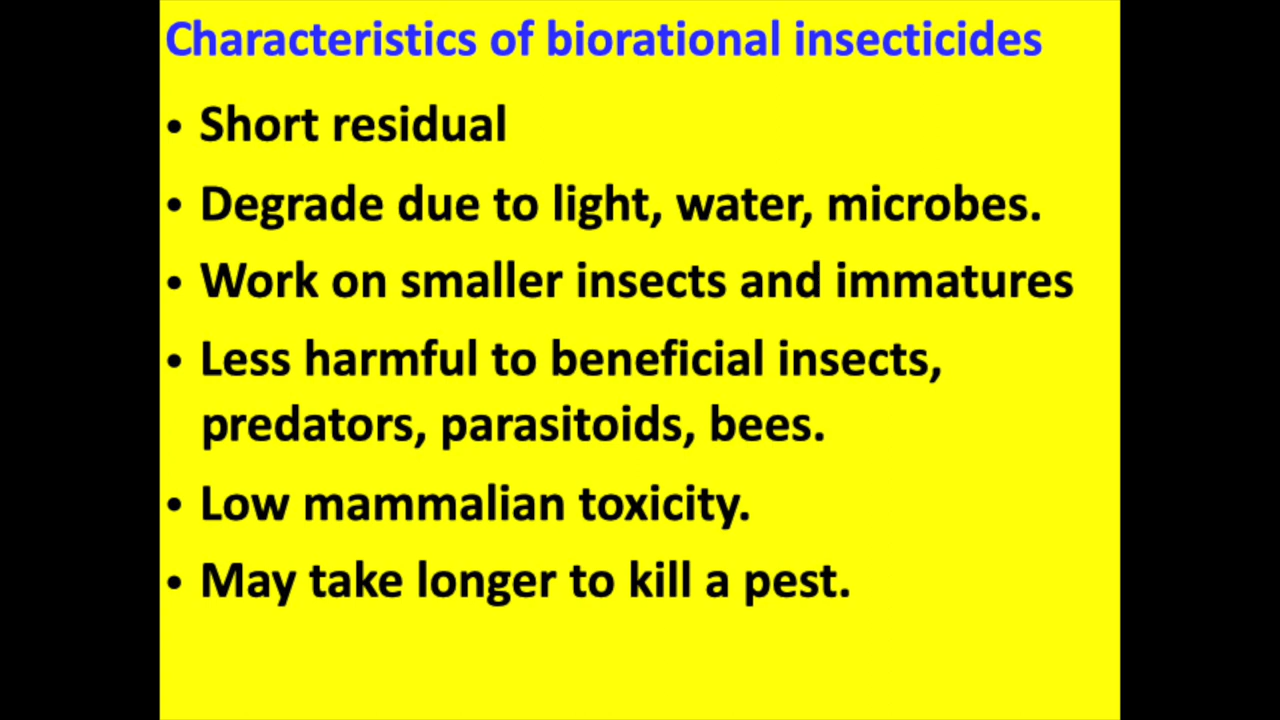 Characteristics of biorational insecticides
• Short residual
• Degrade due to light, water, microbes.
• Work on smaller insects and immatures
• Less harmful to beneficial insects,
predators, parasitoids, bees.
• Low mammalian toxicity.
• May take longer to kill a pest.